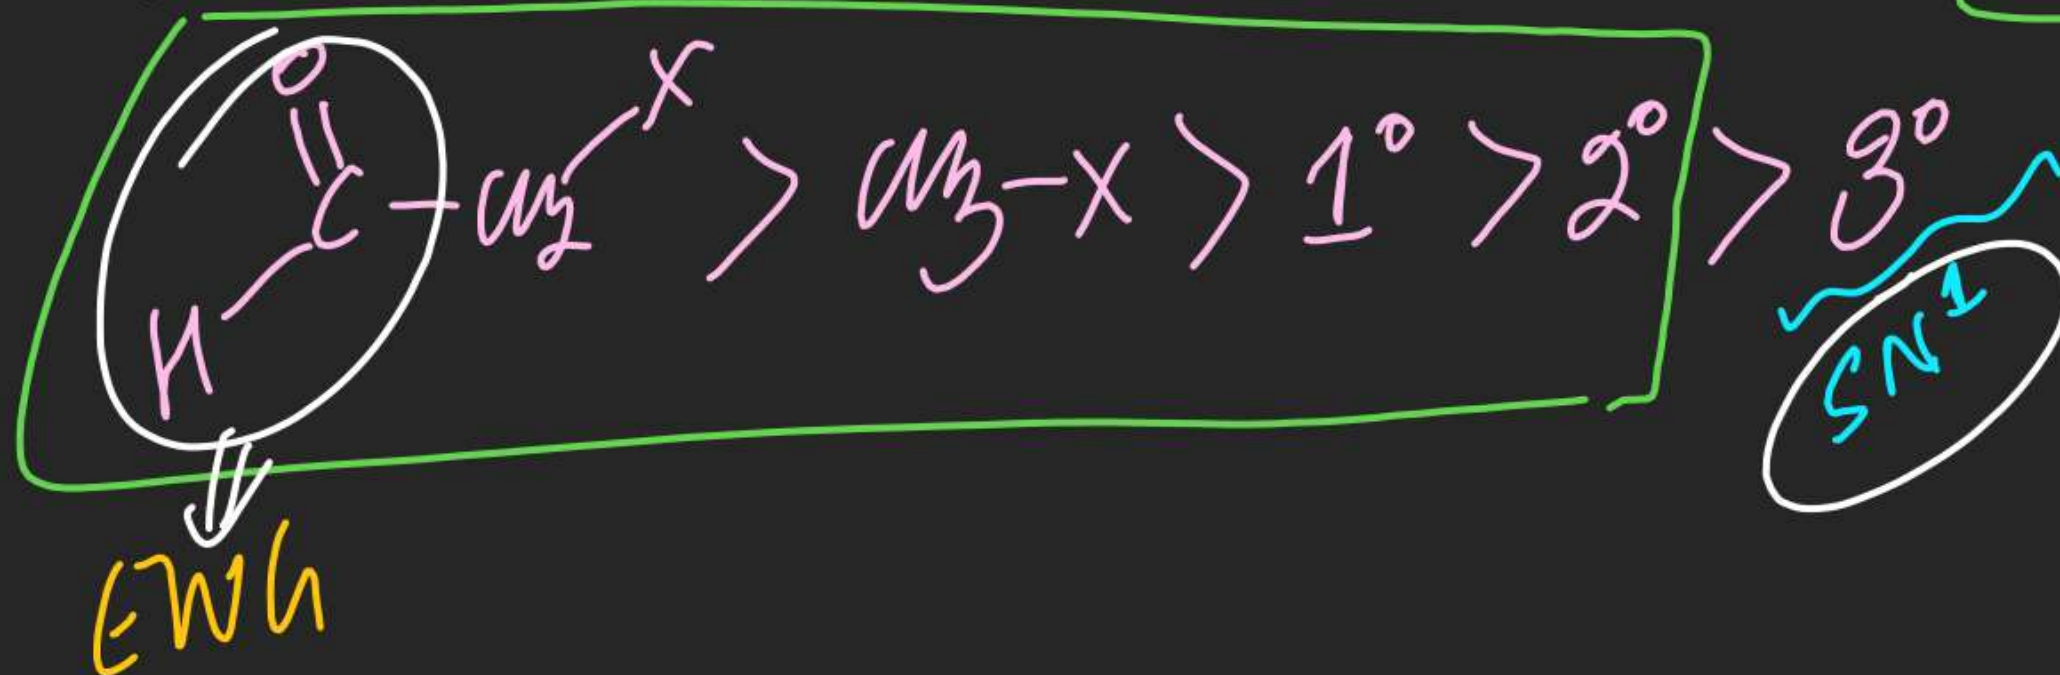 O
||
H-C-CH2-X > CH3-X > 1° > 2° > 3°
SN1
EWG